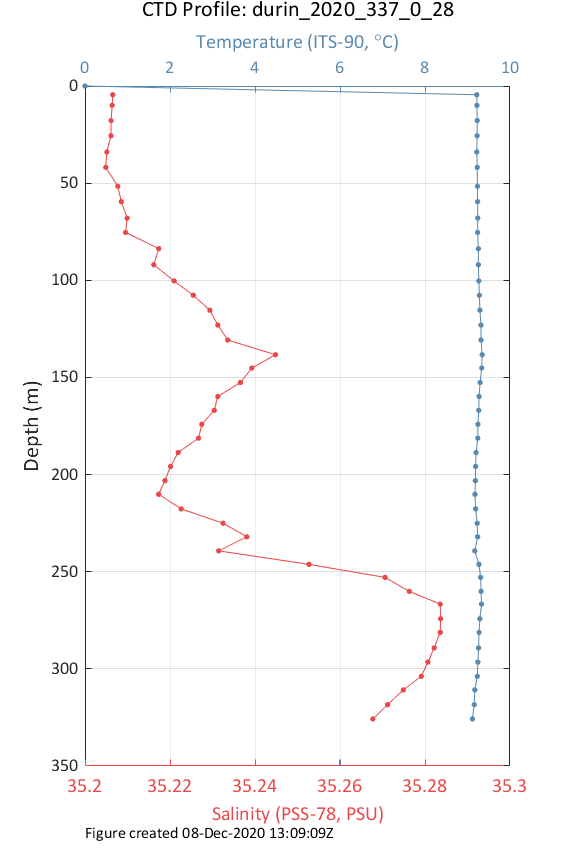 CTD Profile: durin_2020_337_0_28
Temperature (ITS-90, °C)
0 2 4 6 8 10
0
50
100
150
200
250
300
350
Depth (m)
35.2 35.22 35.24 35.26 35.28 35.3
Salinity (PSS-78, PSU)
Figure created 08-Dec-2020 13:09:09Z